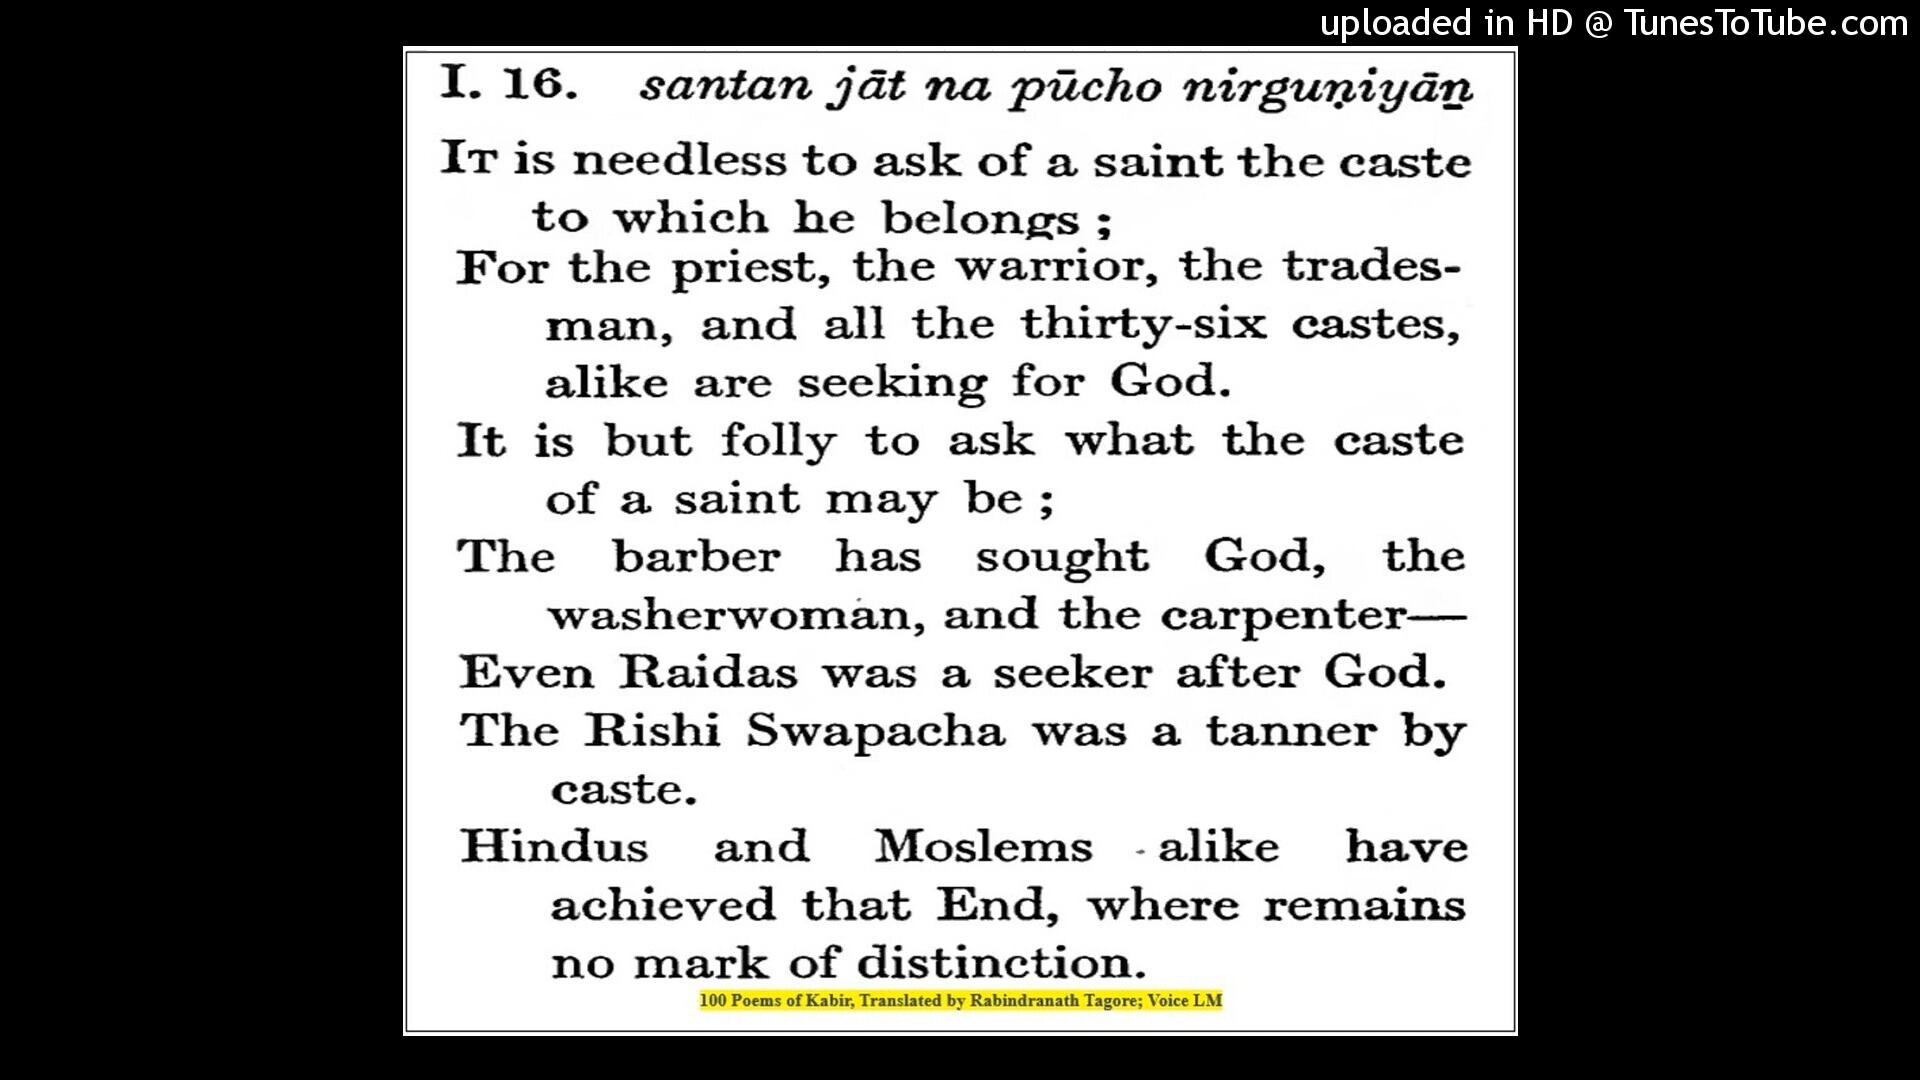 uploaded in HD @ TunesToTube.com
I. 16. santan jāt na pūcho nirguṇiyāṉ
It is needless to ask of a saint the caste
to which he belongs ;
For the priest, the warrior, the trades-
man, and all the thirty-six castes,
alike are seeking for God.
It is but folly to ask what the caste
of a saint may be ;
The barber has sought God, the
washerwoman, and the carpenter—
Even Raidas was a seeker after God.
The Rishi Swapacha was a tanner by
caste.
Hindus and Moslems alike have
achieved that End, where remains
no mark of distinction.
100 Poems of Kabir, Translated by Rabindranath Tagore; Voice LM